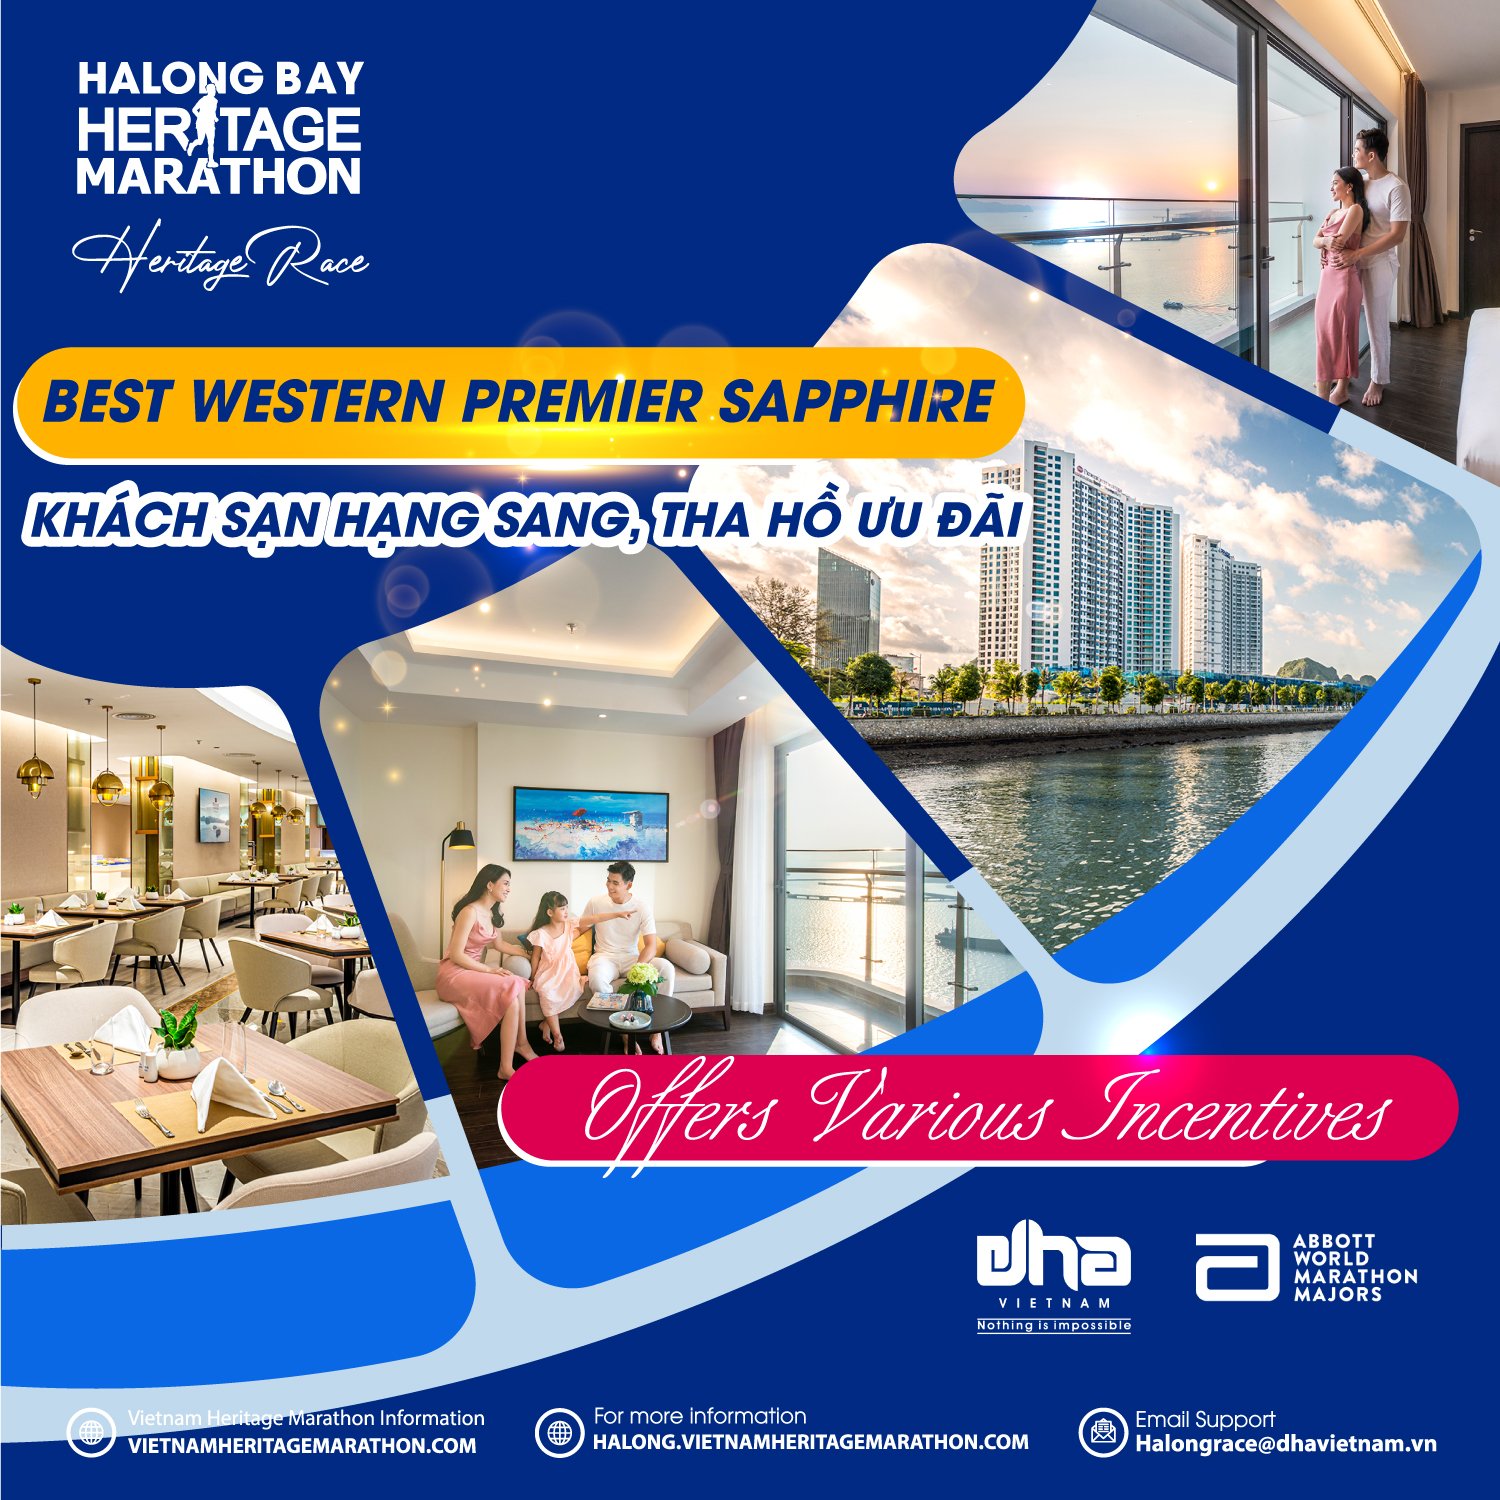 HALONG BAY
HERITAGE
MARATHON
Heritage Race
BEST WESTERN PREMIER SAPPHIRE
KHÁCH SẠN HẠNG SANG, THA HỒ ƯU ĐÃI
Offers Various Incentives
dha
VIETNAM
Nothing is impossible
ABBOTT
WORLD
MARATHON
MAJORS
Vietnam Heritage Marathon Information
VIETNAMHERITAGEMARATHON.COM
For more information
HALONG.VIETNAMHERITAGEMARATHON.COM
Email Support
Halongrace@dhavietnam.vn